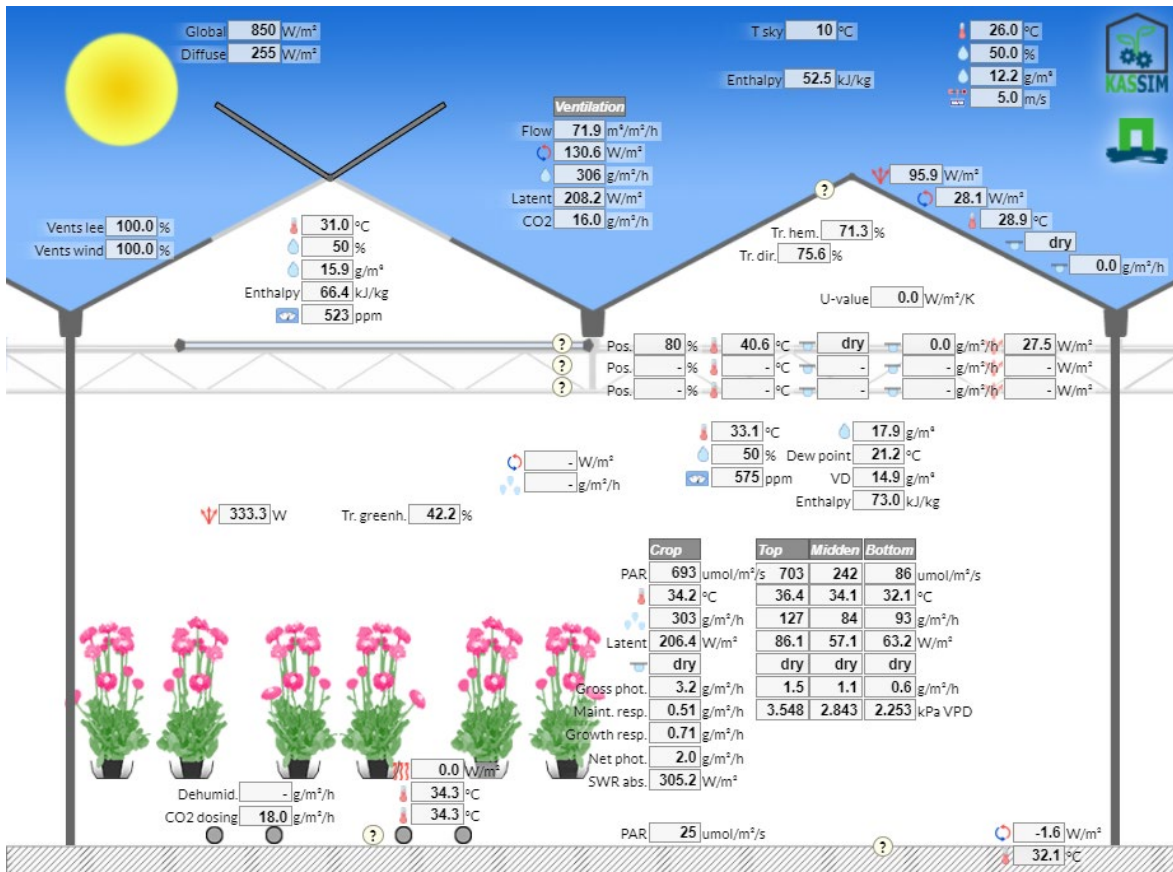 Global 850 W/m²
Diffuse 255 W/m²
T sky 10 °C
26.0 °C
50.0 %
Enthalpy 52.5 kJ/kg
12.2 g/m³
5.0 m/s
KASSIM
Ventilation
Flow 71.9 m³/m²/h
130.6 W/m²
306 g/m²/h
Latent 208.2 W/m²
CO2 16.0 g/m²/h
Vents lee 100.0 %
Vents wind 100.0 %
31.0 °C
50 %
15.9 g/m³
Enthalpy 66.4 kJ/kg
523 ppm
?
95.9 W/m²
28.1 W/m²
28.9 °C
dry
0.0 g/m²/h
Tr. hem. 71.3 %
Tr. dir. 75.6 %
U-value 0.0 W/m²/K
? Pos. 80 % 40.6 °C dry 0.0 g/m²/h 27.5 W/m²
? Pos. - % - °C - - g/m²/h - W/m²
? Pos. - % - °C - - g/m²/h - W/m²
33.1 °C 17.9 g/m³
50 % Dew point 21.2 °C
575 ppm VD 14.9 g/m³
Enthalpy 73.0 kJ/kg
- W/m²
- g/m²/h
333.3 W
Tr. greenh. 42.2 %
Crop Top Midden Bottom
PAR 693 umol/m²/s 703 242 86 umol/m²/s
34.2 °C 36.4 34.1 32.1 °C
303 g/m²/h 127 84 93 g/m²/h
Latent 206.4 W/m² 86.1 57.1 63.2 W/m²
dry dry dry dry
Gross phot. 3.2 g/m²/h 1.5 1.1 0.6 g/m²/h
Maint. resp. 0.51 g/m²/h 3.548 2.843 2.253 kPa VPD
Growth resp. 0.71 g/m²/h
Net phot. 2.0 g/m²/h
SWR abs. 305.2 W/m²
0.0 W/m²
Dehumid. - g/m²/h
34.3 °C
CO2 dosing 18.0 g/m²/h
34.3 °C
?
PAR 25 umol/m²/s
?
-1.6 W/m²
32.1 °C